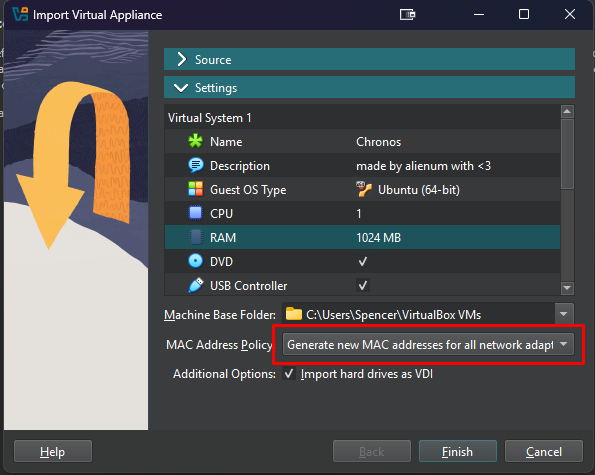 Import Virtual Appliance
Source
Settings
Virtual System 1
Name Chronos
Description made by alienum with <3
Guest OS Type Ubuntu (64-bit)
CPU 1
RAM 1024 MB
DVD
USB Controller
Machine Base Folder: C:\Users\Spencer\VirtualBox VMs
MAC Address Policy Generate new MAC addresses for all network adapt
Additional Options: Import hard drives as VDI
Help Back Finish Cancel